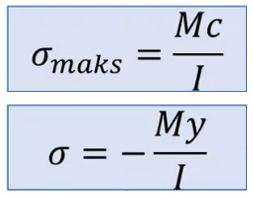 σ_maks = Mc/I
σ = − My/I